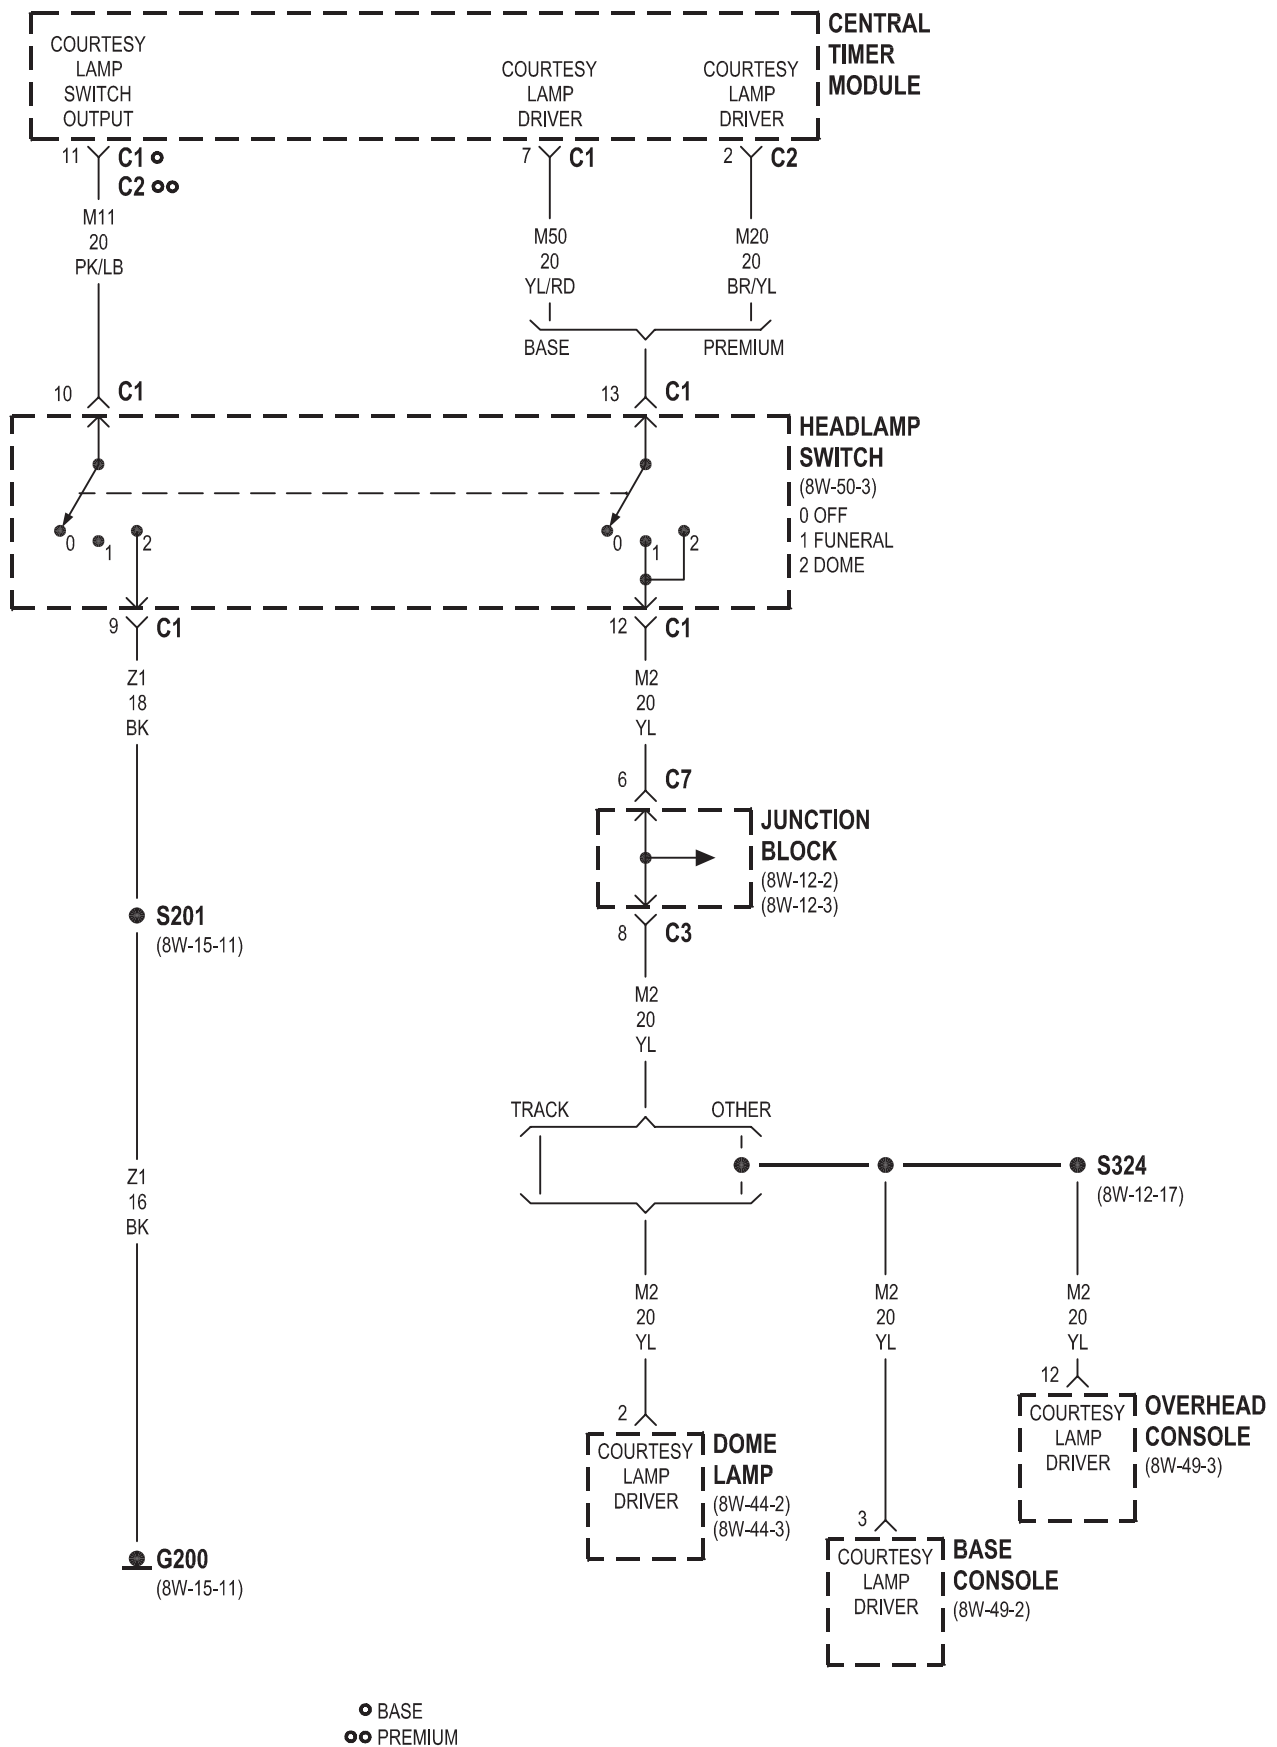 CENTRAL
TIMER
MODULE
COURTESY
LAMP
SWITCH
OUTPUT
COURTESY
LAMP
DRIVER
COURTESY
LAMP
DRIVER
11 C1
C2
7 C1
2 C2
M11
20
PK/LB
M50
20
YL/RD
M20
20
BR/YL
BASE
PREMIUM
10 C1
13 C1
HEADLAMP
SWITCH
(8W-50-3)
0 OFF
1 FUNERAL
2 DOME
0
1
2
0
1
2
9 C1
12 C1
Z1
18
BK
M2
20
YL
6 C7
JUNCTION
BLOCK
(8W-12-2)
(8W-12-3)
8 C3
S201
(8W-15-11)
M2
20
YL
TRACK
OTHER
S324
(8W-12-17)
Z1
16
BK
M2
20
YL
M2
20
YL
M2
20
YL
12
COURTESY
LAMP
DRIVER
OVERHEAD
CONSOLE
(8W-49-3)
2
COURTESY
LAMP
DRIVER
DOME
LAMP
(8W-44-2)
(8W-44-3)
3
COURTESY
LAMP
DRIVER
BASE
CONSOLE
(8W-49-2)
G200
(8W-15-11)
BASE
PREMIUM